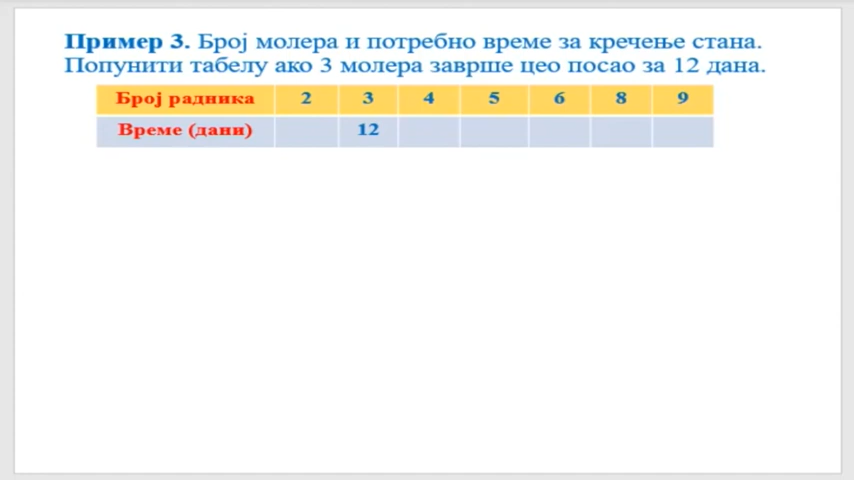 Пример 3. Број молера и потребно време за кречење стана.
Попунити табелу ако 3 молера заврше цео посао за 12 дана.
Број радника 2 3 4 5 6 8 9
Време (дани) 12